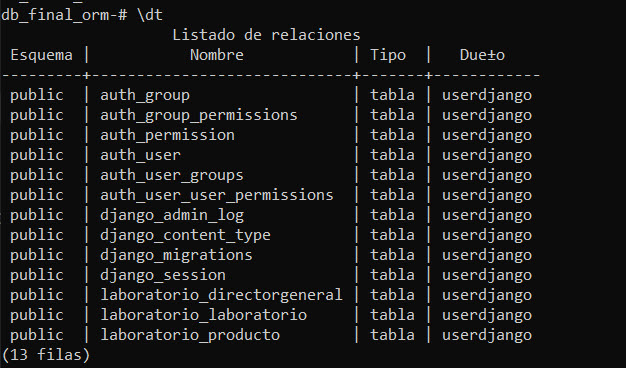 db_final_orm-# \dt
Listado de relaciones
Esquema | Nombre | Tipo | Due±o
---------+----------------------------+-------+------------
public | auth_group | tabla | userdjango
public | auth_group_permissions | tabla | userdjango
public | auth_permission | tabla | userdjango
public | auth_user | tabla | userdjango
public | auth_user_groups | tabla | userdjango
public | auth_user_user_permissions | tabla | userdjango
public | django_admin_log | tabla | userdjango
public | django_content_type | tabla | userdjango
public | django_migrations | tabla | userdjango
public | django_session | tabla | userdjango
public | laboratorio_directorgeneral | tabla | userdjango
public | laboratorio_laboratorio | tabla | userdjango
public | laboratorio_producto | tabla | userdjango
(13 filas)